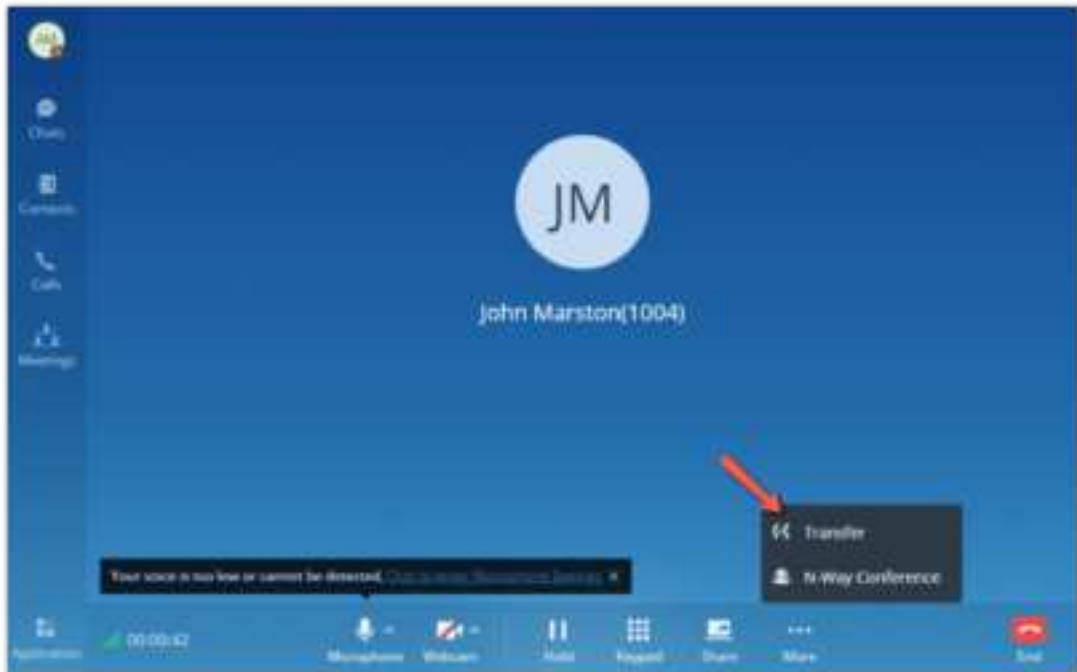 Chats
Contacts
Calls
Meetings
JM
John Marston(1004)
Transfer
N-Way Conference
Your voice is too low or cannot be detected.
00:00:42
Microphone
Webcam
Hold
Keypad
Share
More
End